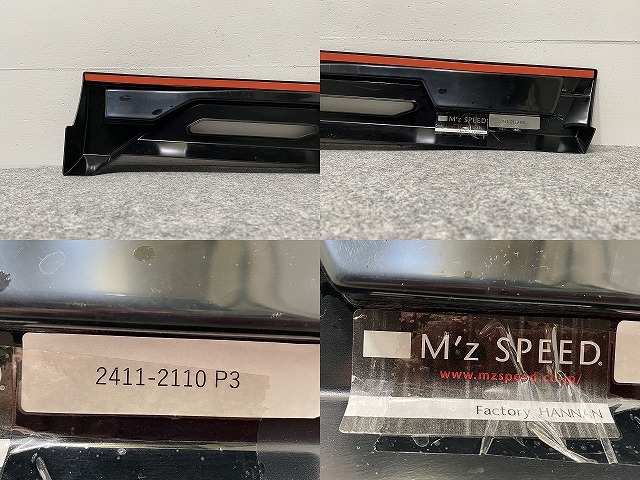 M'z SPEED
2411-2110 P3
M'z SPEED.
www.mzspeed.co.jp/
Factory HANNAN